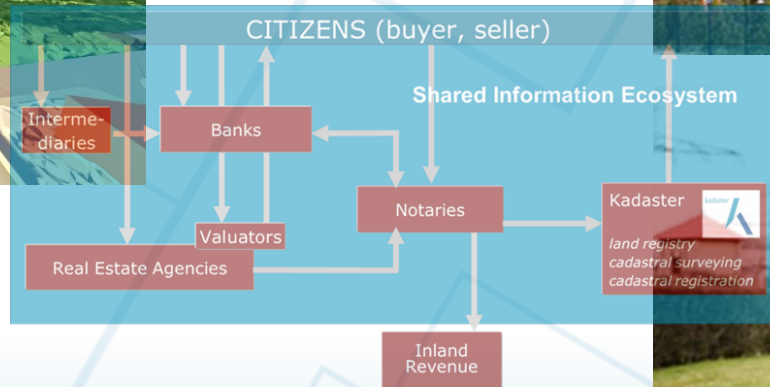 CITIZENS (buyer, seller)
Shared Information Ecosystem
Interme-
diaries
Banks
Notaries
Kadaster
kadaster
land registry
cadastral surveying
cadastral registration
Valuators
Real Estate Agencies
Inland
Revenue